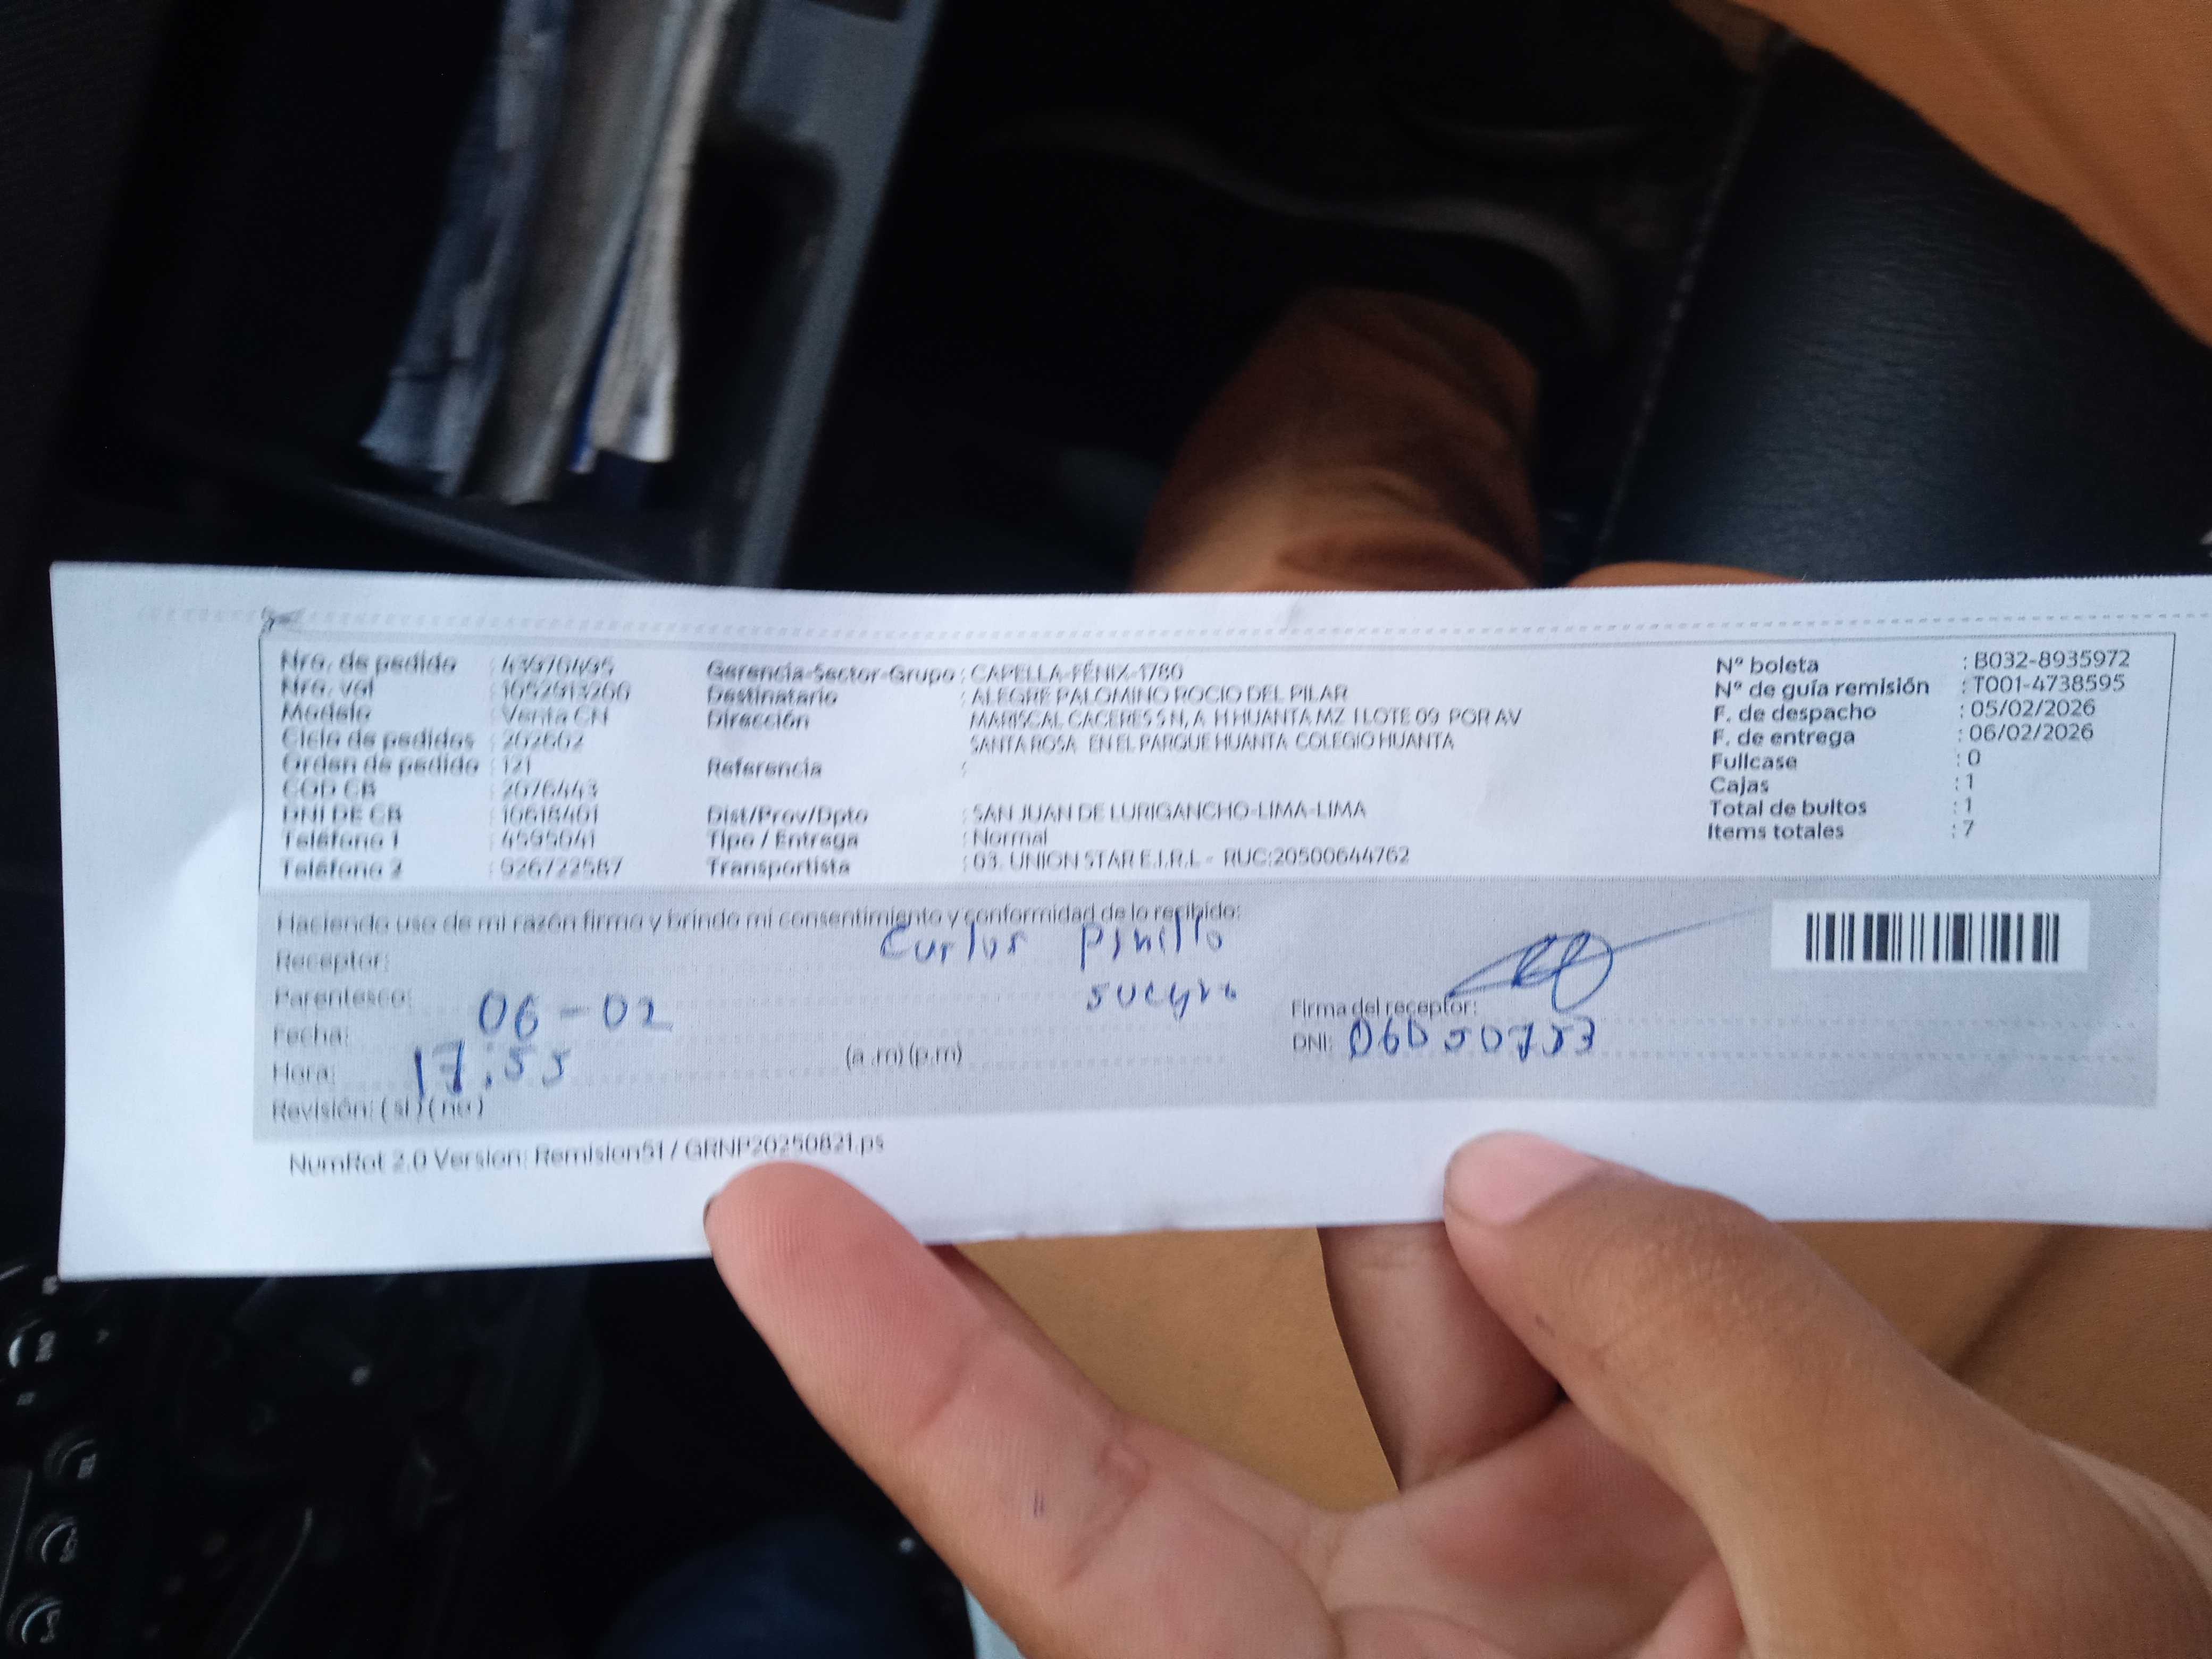 Nro. de pedido : 43976495
Nro. val : 1652913266
Modelo : Venta CN
Ciclo de pedidos : 202602
Orden de pedido : 121
COD CB : 2076443
DNI DE CB : 10618401
Teléfono 1 : 4595041
Teléfono 2 : 926722587
Gerencia-Sector-Grupo : CAPELLA-FÉNIX-1780
Destinatario : ALEGRE PALOMINO ROCIO DEL PILAR
Dirección MARISCAL CACERES S N, A H HUANTA MZ I LOTE 09 POR AV
SANTA ROSA EN EL PARQUE HUANTA COLEGIO HUANTA
Referencia :
Dist/Prov/Dpto : SAN JUAN DE LURIGANCHO-LIMA-LIMA
Tipo / Entrega : Normal
Transportista : 03. UNION STAR E.I.R.L - RUC:20500644762
N° boleta : B032-8935972
N° de guía remisión : T001-4738595
F. de despacho : 05/02/2026
F. de entrega : 06/02/2026
Fullcase : 0
Cajas : 1
Total de bultos : 1
Items totales : 7
Haciendo uso de mi razón firmo y brindo mi consentimiento y conformidad de lo recibido:
Receptor: Carlos Pinillo
Parentesco: suegro
Fecha: 06-02
Hora: 17:55 (a.m) (p.m)
Revisión: (si) (no)
Firma del receptor:
DNI:
NumRot 2.0 Version: Remision51 / GRNP20250821.ps